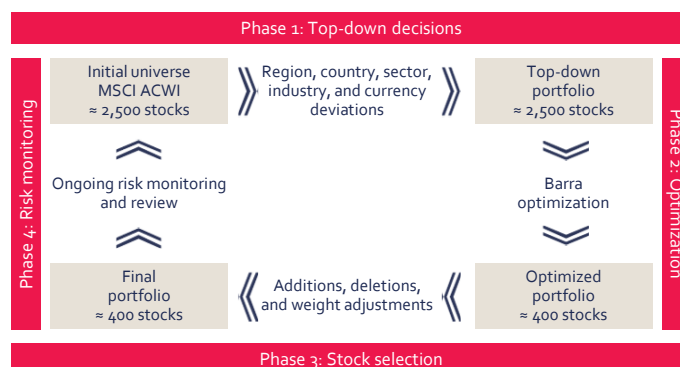 Phase 1: Top-down decisions
Initial universe
MSCI ACWI
≈ 2,500 stocks
Region, country, sector,
industry, and currency
deviations
Top-down
portfolio
≈ 2,500 stocks
Phase 2: Optimization
Barra
optimization
Optimized
portfolio
≈ 400 stocks
Phase 3: Stock selection
Additions, deletions,
and weight adjustments
Final
portfolio
≈ 400 stocks
Phase 4: Risk monitoring
Ongoing risk monitoring
and review